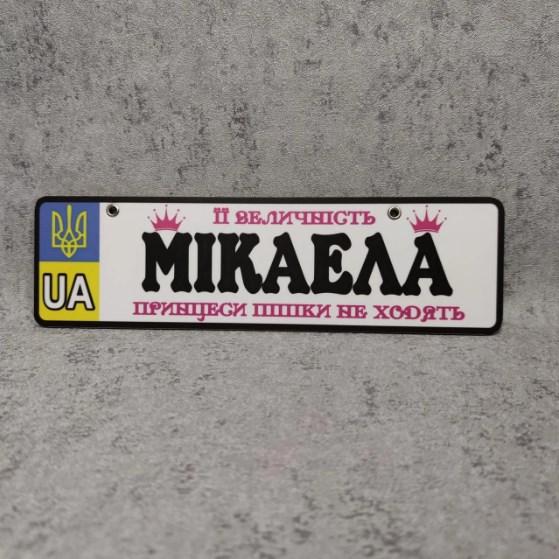 ЇЇ ВЕЛИЧНІСТЬ
МІКАЕЛА
UA
ПРИНЦЕСИ ПІШКИ НЕ ХОДЯТЬ